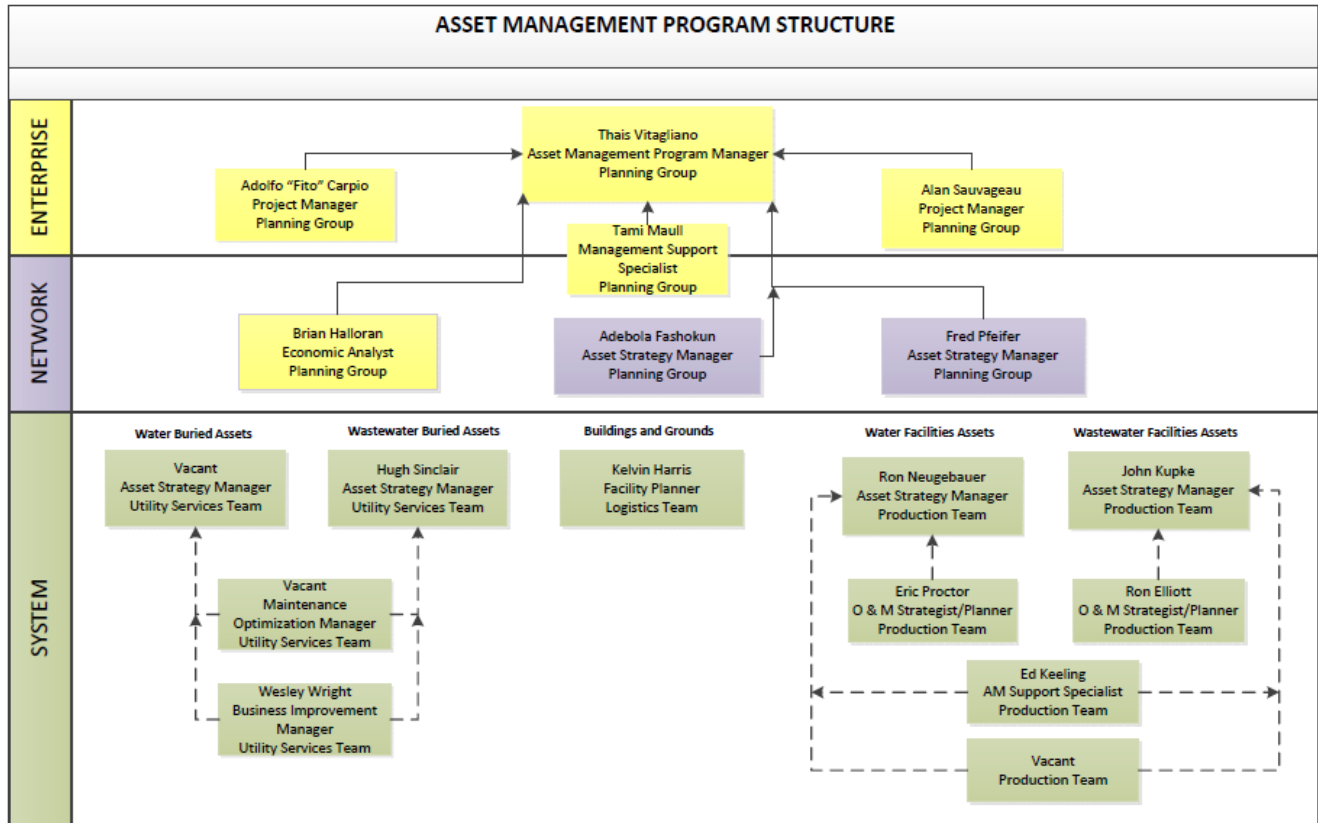 ASSET MANAGEMENT PROGRAM STRUCTURE
ENTERPRISE
Thais Vitagliano
Asset Management Program Manager
Planning Group
Adolfo “Fito” Carpio
Project Manager
Planning Group
Alan Sauvageau
Project Manager
Planning Group
Tami Maull
Management Support
Specialist
Planning Group
NETWORK
Brian Halloran
Economic Analyst
Planning Group
Adebola Fashokun
Asset Strategy Manager
Planning Group
Fred Pfeifer
Asset Strategy Manager
Planning Group
SYSTEM
Water Buried Assets
Vacant
Asset Strategy Manager
Utility Services Team
Wastewater Buried Assets
Hugh Sinclair
Asset Strategy Manager
Utility Services Team
Buildings and Grounds
Kelvin Harris
Facility Planner
Logistics Team
Water Facilities Assets
Ron Neugebauer
Asset Strategy Manager
Production Team
Wastewater Facilities Assets
John Kupke
Asset Strategy Manager
Production Team
Vacant
Maintenance
Optimization Manager
Utility Services Team
Eric Proctor
O & M Strategist/Planner
Production Team
Ron Elliott
O & M Strategist/Planner
Production Team
Wesley Wright
Business Improvement
Manager
Utility Services Team
Ed Keeling
AM Support Specialist
Production Team
Vacant
Production Team